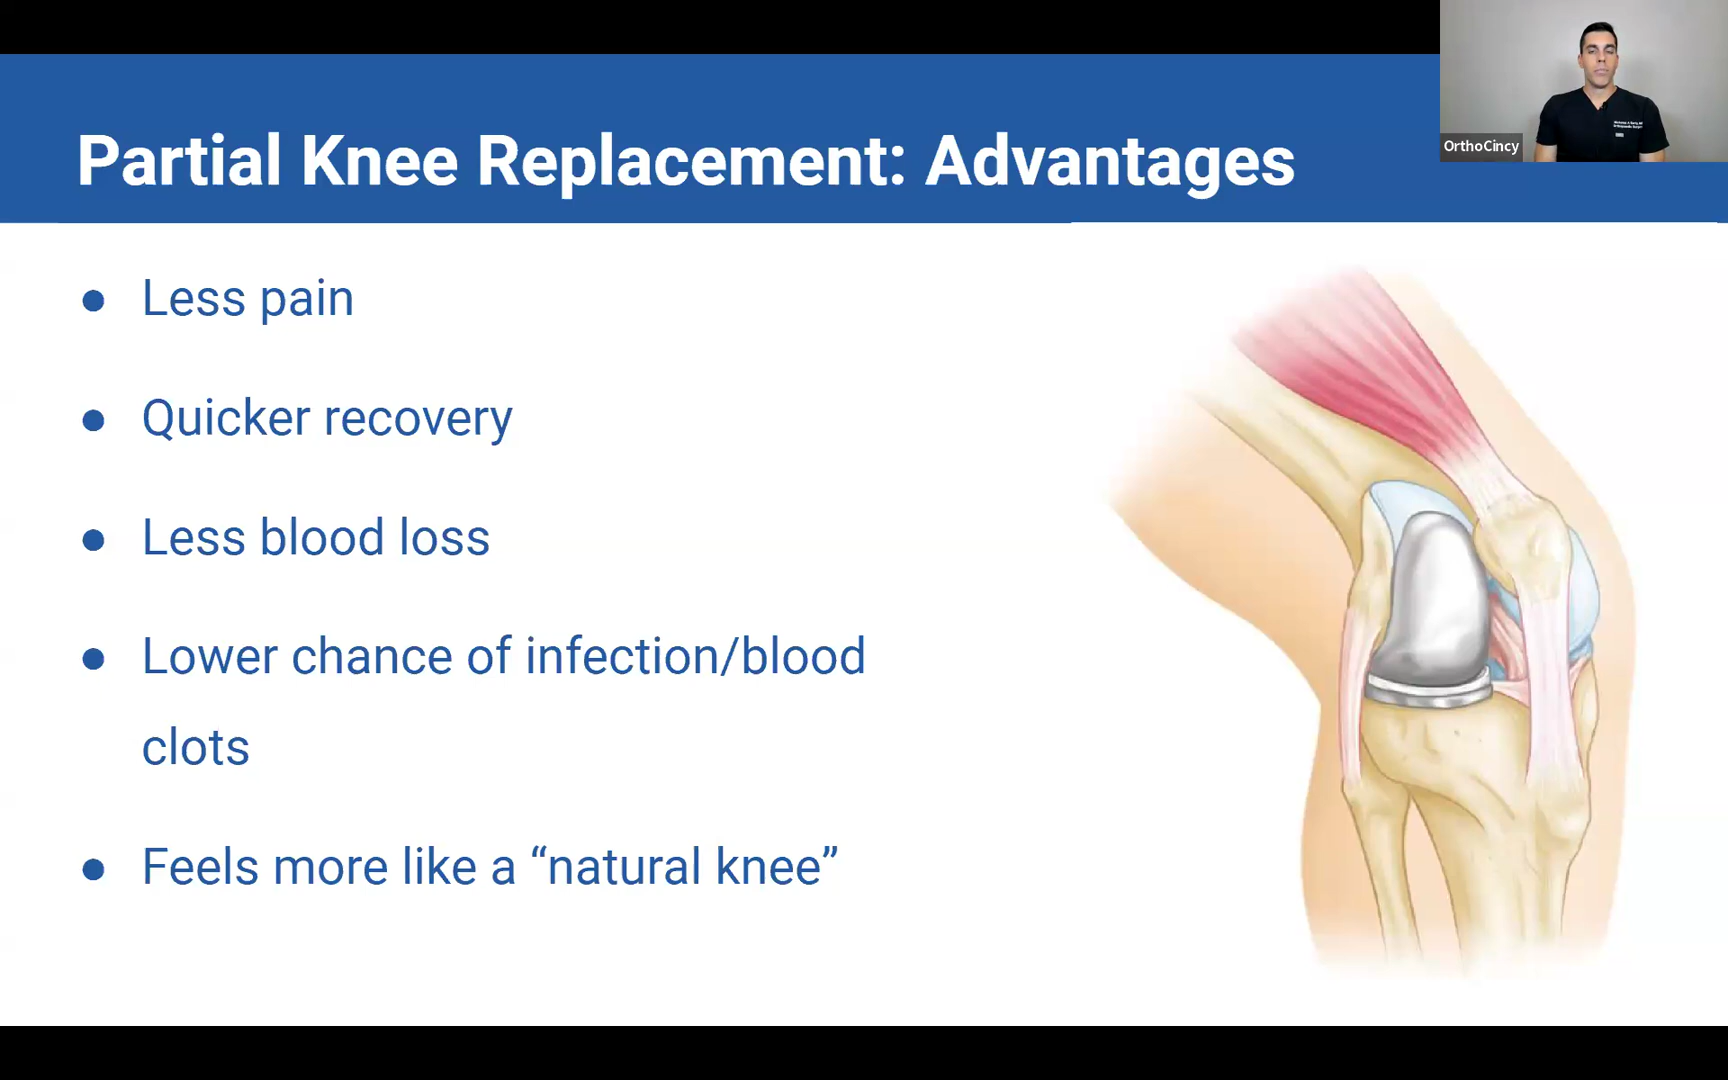 Partial Knee Replacement: Advantages
OrthoCincy
● Less pain
● Quicker recovery
● Less blood loss
● Lower chance of infection/blood
clots
● Feels more like a “natural knee”